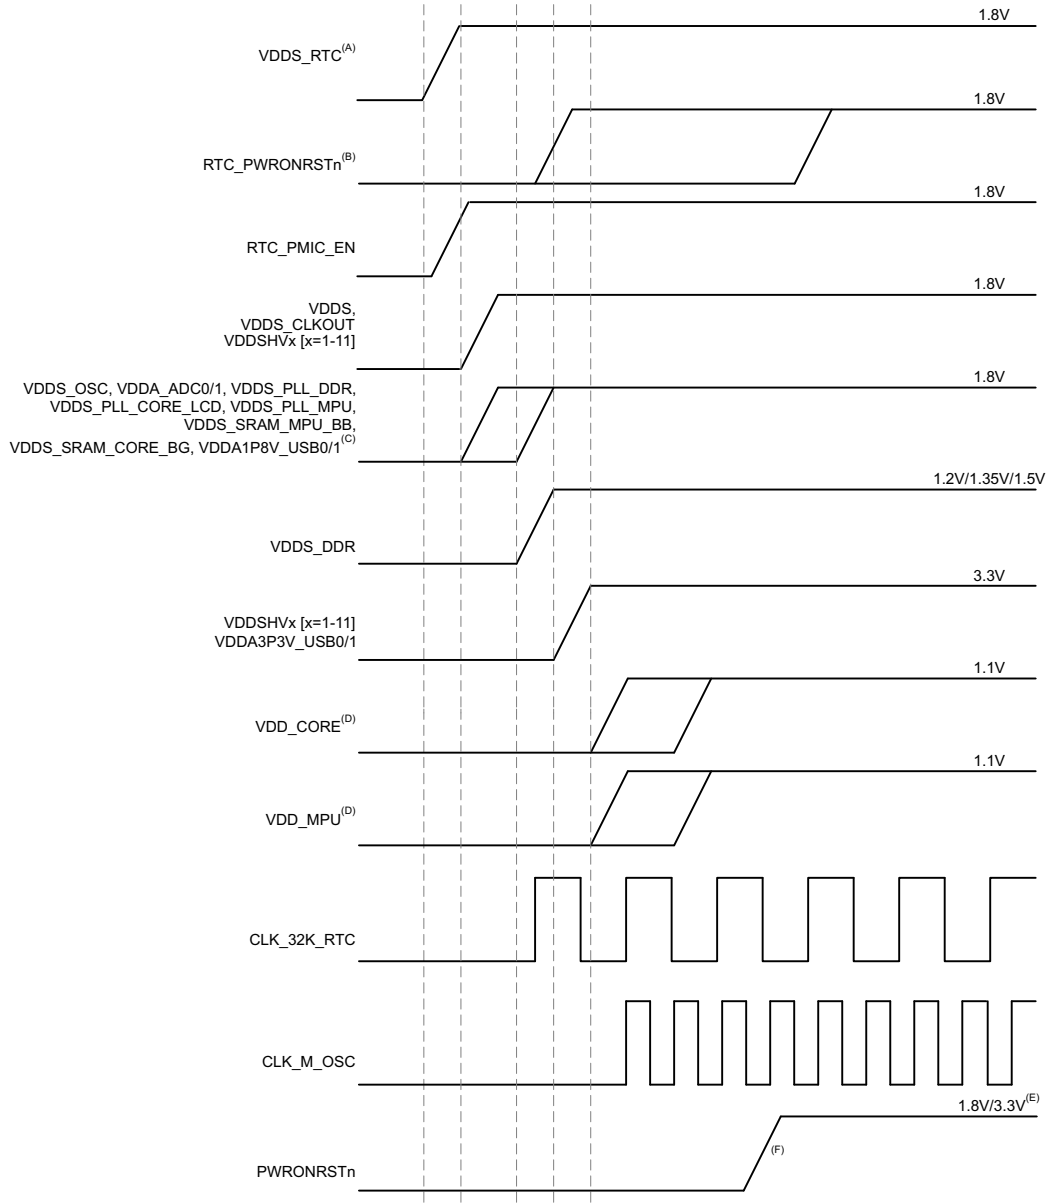 1.8V
VDDS_RTC(A)
1.8V
RTC_PWRONRSTn(B)
1.8V
RTC_PMIC_EN
1.8V
VDDS,
VDDS_CLKOUT
VDDSHVx [x=1-11]
1.8V
VDDS_OSC, VDDA_ADC0/1, VDDS_PLL_DDR,
VDDS_PLL_CORE_LCD, VDDS_PLL_MPU,
VDDS_SRAM_MPU_BB,
VDDS_SRAM_CORE_BG, VDDA1P8V_USB0/1(C)
1.2V/1.35V/1.5V
VDDS_DDR
3.3V
VDDSHVx [x=1-11]
VDDA3P3V_USB0/1
1.1V
VDD_CORE(D)
1.1V
VDD_MPU(D)
CLK_32K_RTC
CLK_M_OSC
1.8V/3.3V(E)
(F)
PWRONRSTn